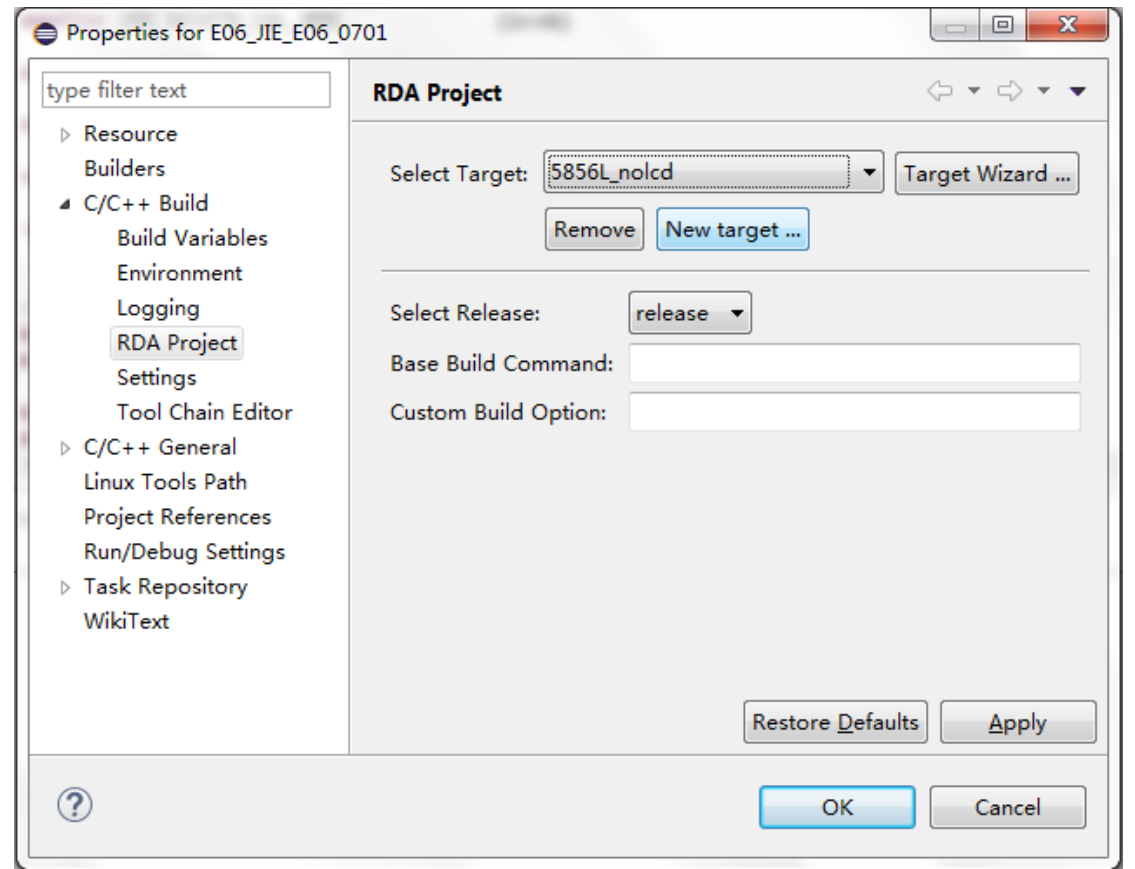 Properties for E06_JIE_E06_0701
type filter text
Resource
Builders
C/C++ Build
Build Variables
Environment
Logging
RDA Project
Settings
Tool Chain Editor
C/C++ General
Linux Tools Path
Project References
Run/Debug Settings
Task Repository
WikiText
RDA Project
Select Target: 5856L_nolcd Target Wizard ...
Remove New target ...
Select Release: release
Base Build Command:
Custom Build Option:
Restore Defaults Apply
OK Cancel